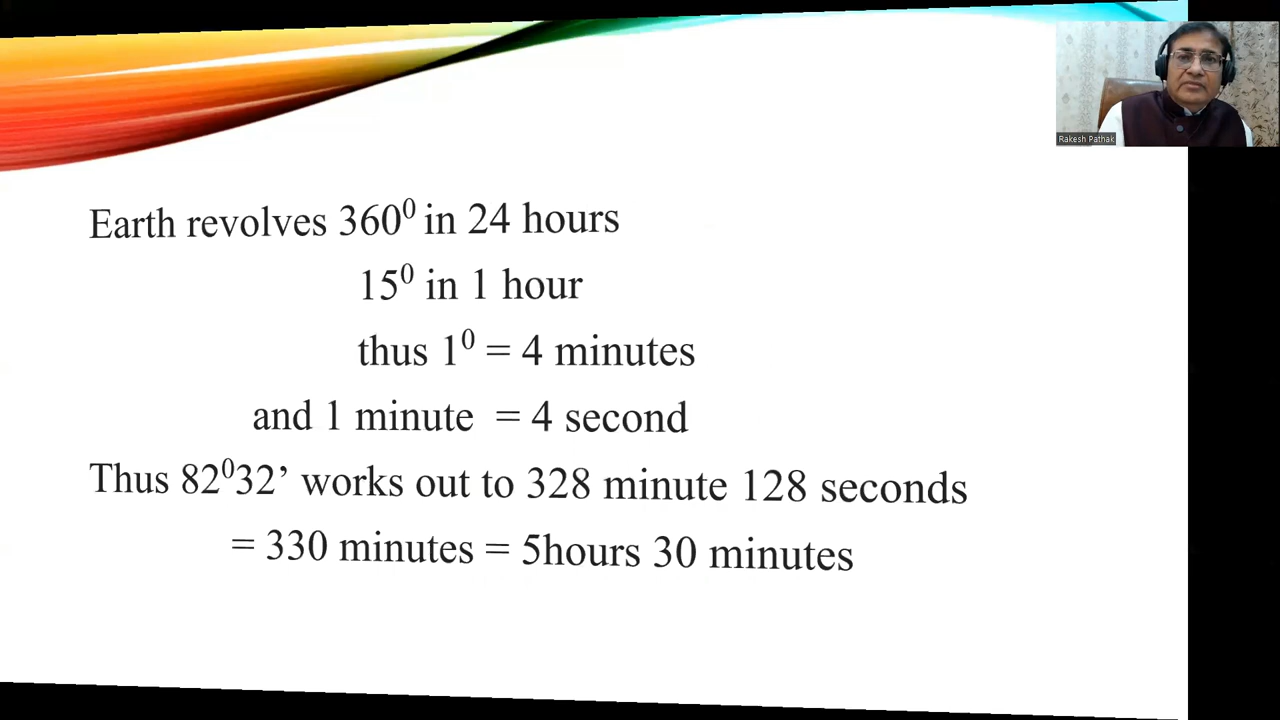 Rakesh Pathak
Earth revolves 360⁰ in 24 hours
15⁰ in 1 hour
thus 1⁰ = 4 minutes
and 1 minute = 4 second
Thus 82⁰32’ works out to 328 minute 128 seconds
= 330 minutes = 5hours 30 minutes